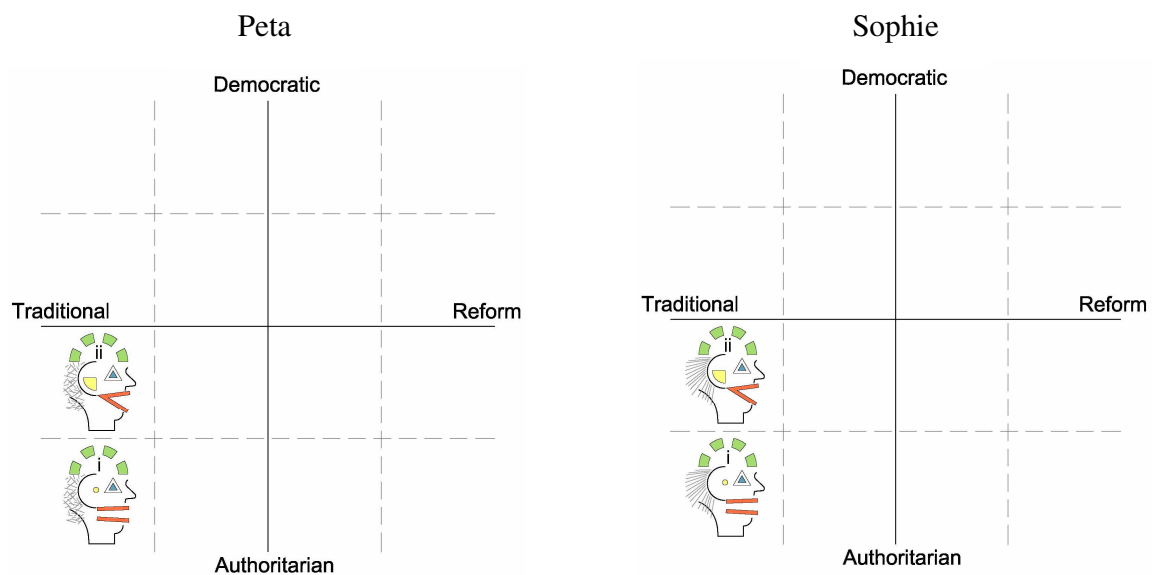 Peta
Democratic
Traditional
Reform
ii
i
Authoritarian
Sophie
Democratic
Traditional
Reform
ii
i
Authoritarian